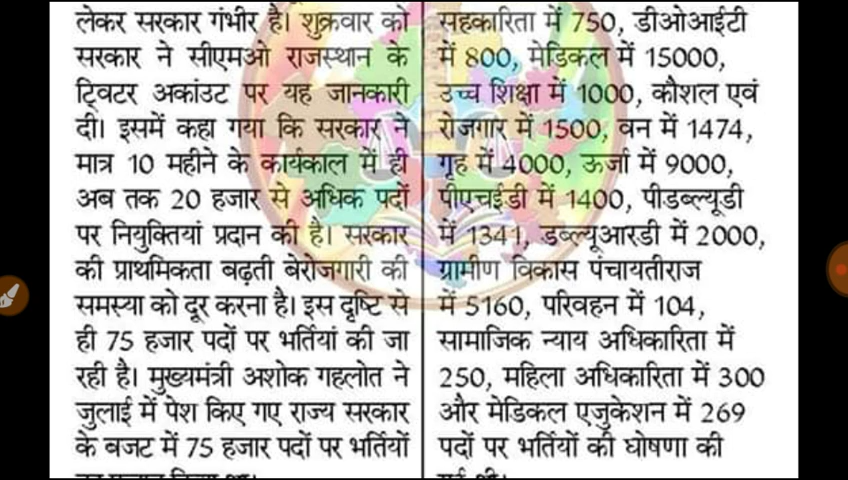 लेकर सरकार गंभीर है। शुक्रवार को
सरकार ने सीएमओ राजस्थान के
ट्विटर अकांउट पर यह जानकारी
दी। इसमें कहा गया कि सरकार ने
मात्र 10 महीने के कार्यकाल में ही
अब तक 20 हजार से अधिक पदों
पर नियुक्तियां प्रदान की है। सरकार
की प्राथमिकता बढ़ती बेरोजगारी की
समस्या को दूर करना है। इस दृष्टि से
ही 75 हजार पदों पर भर्तियां की जा
रही है। मुख्यमंत्री अशोक गहलोत ने
जुलाई में पेश किए गए राज्य सरकार
के बजट में 75 हजार पदों पर भर्तियों
सहकारिता में 750, डीओआईटी
में 800, मेडिकल में 15000,
उच्च शिक्षा में 1000, कौशल एवं
रोजगार में 1500, वन में 1474,
गृह में 4000, ऊर्जा में 9000,
पीएचईडी में 1400, पीडब्ल्यूडी
में 1341, डब्ल्यूआरडी में 2000,
ग्रामीण विकास पंचायतीराज
में 5160, परिवहन में 104,
सामाजिक न्याय अधिकारिता में
250, महिला अधिकारिता में 300
और मेडिकल एजुकेशन में 269
पदों पर भर्तियों की घोषणा की